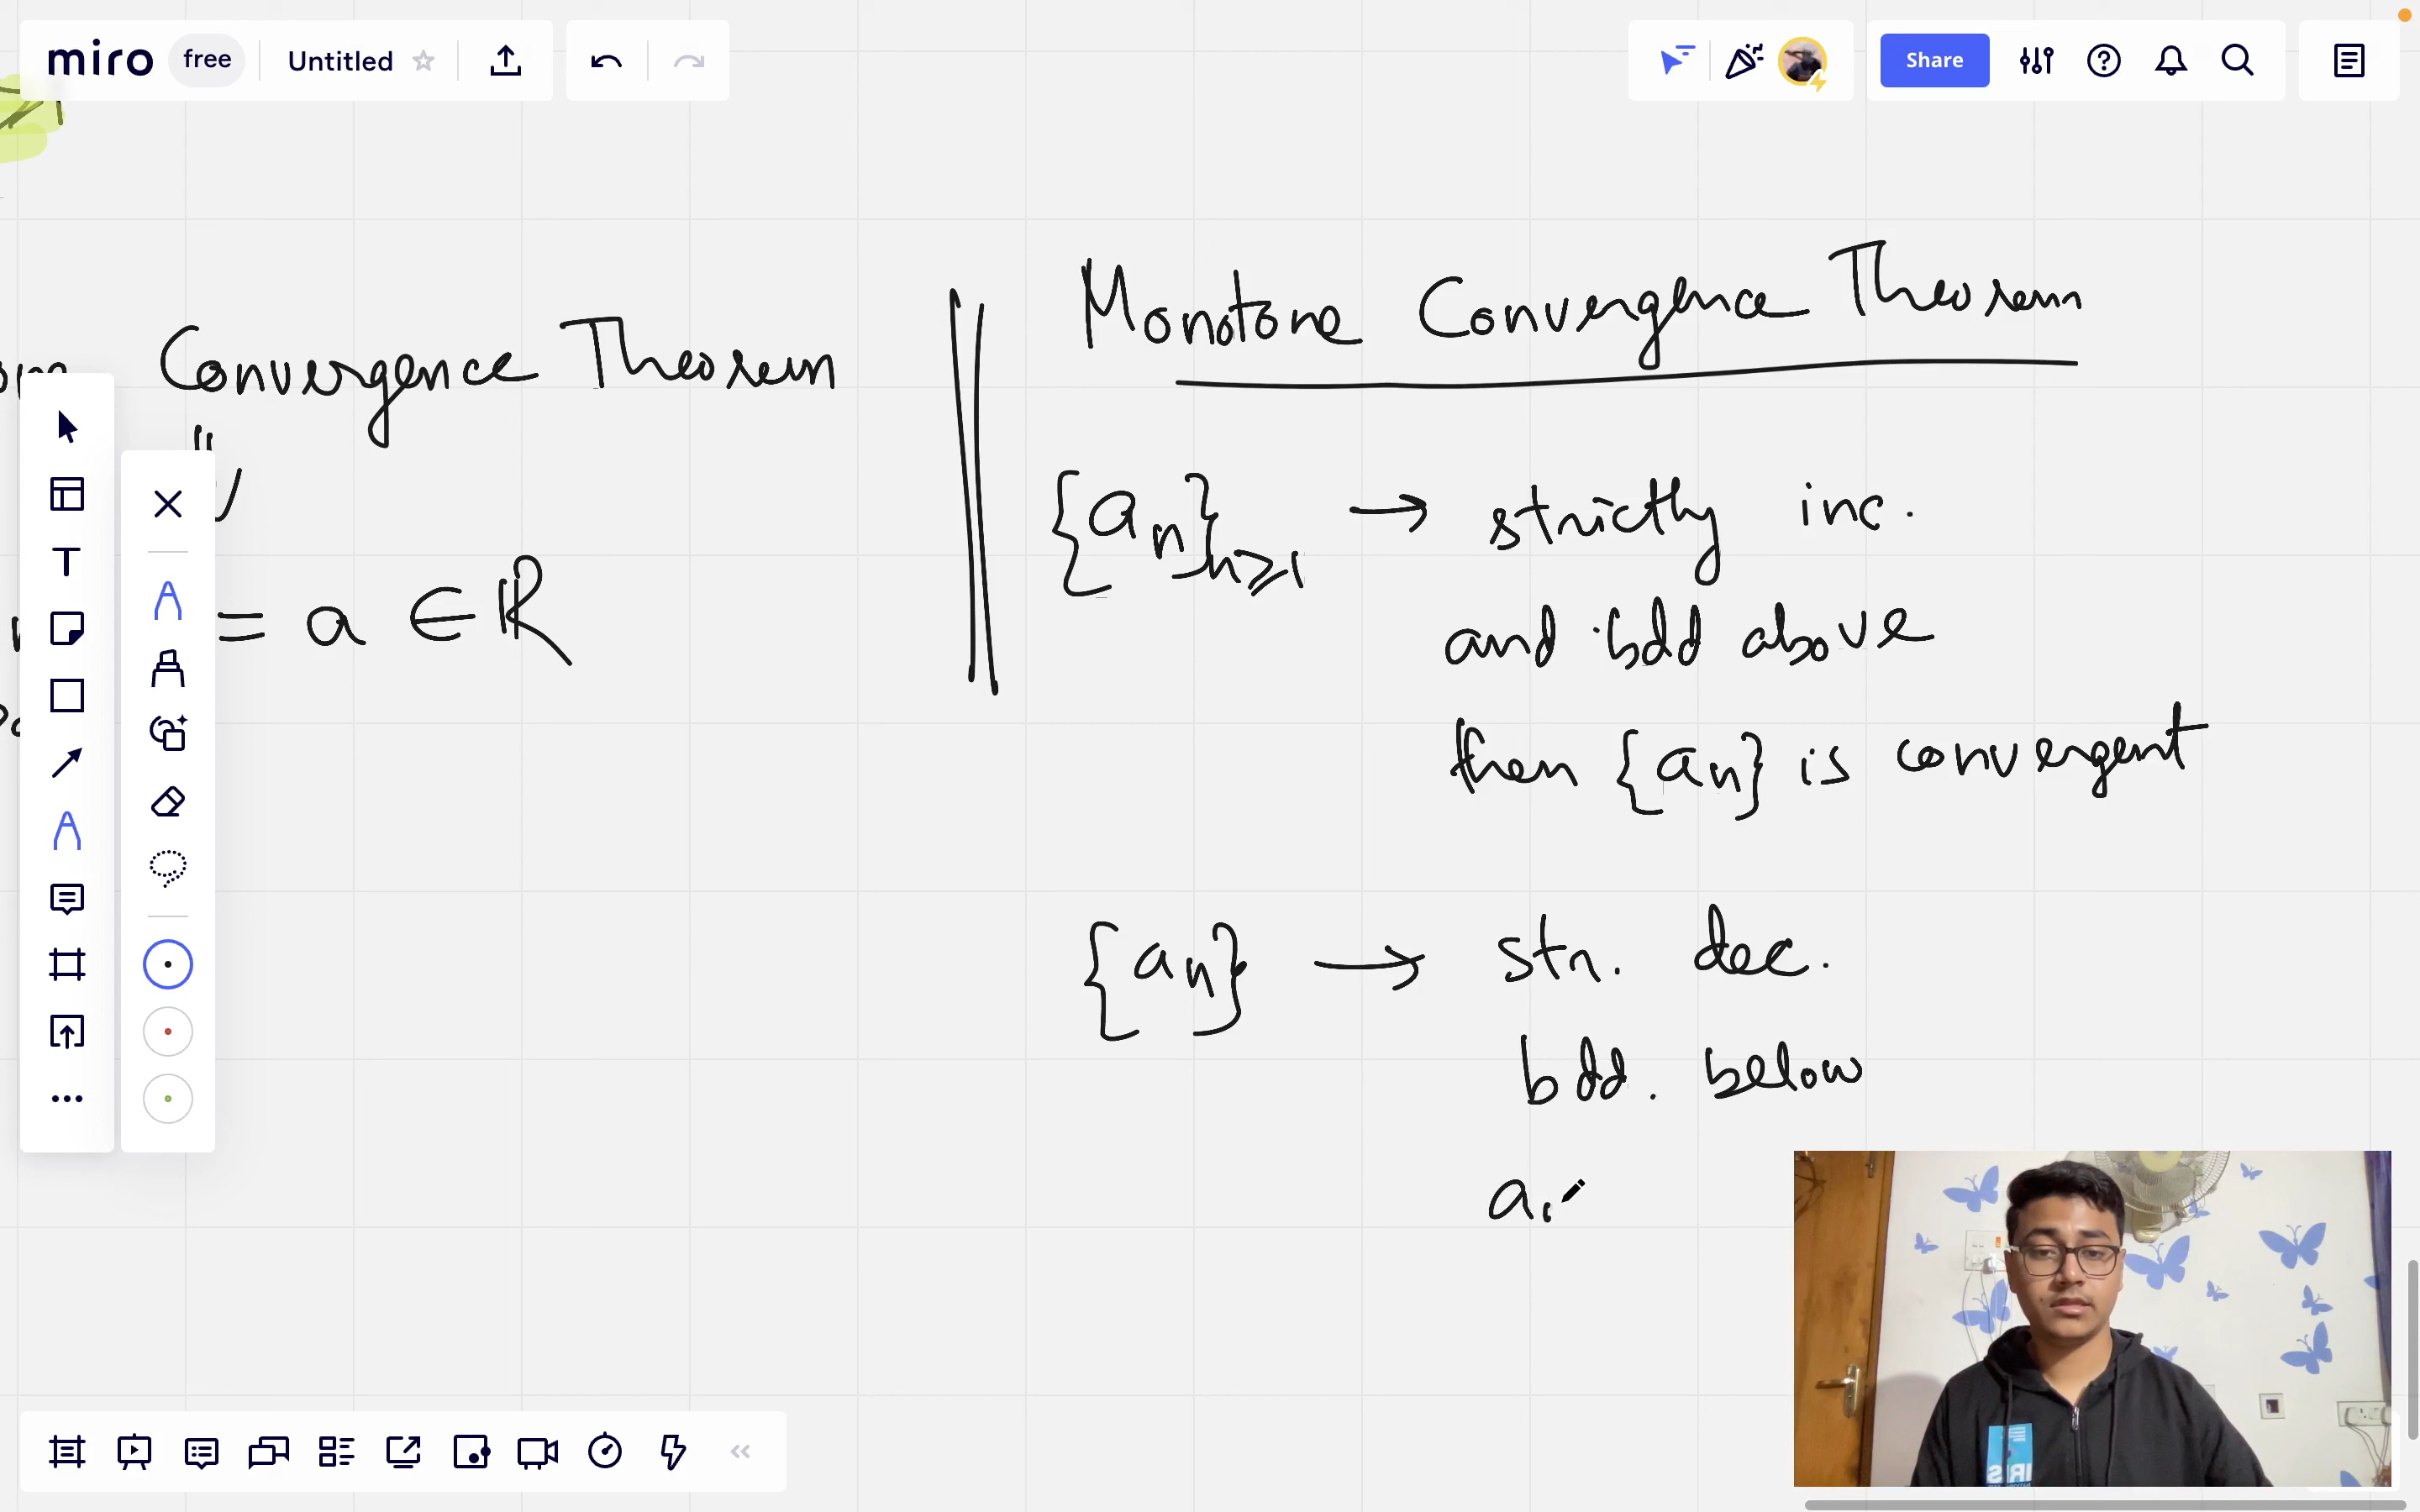 miro free Untitled
Share
Convergence Theorem
= a ∈ ℝ
Monotone Convergence Theorem
{aₙ}ₙ≥₁ → strictly inc.
and bdd above
then {aₙ} is convergent
{aₙ} → str. dec.
bdd. below
a
T